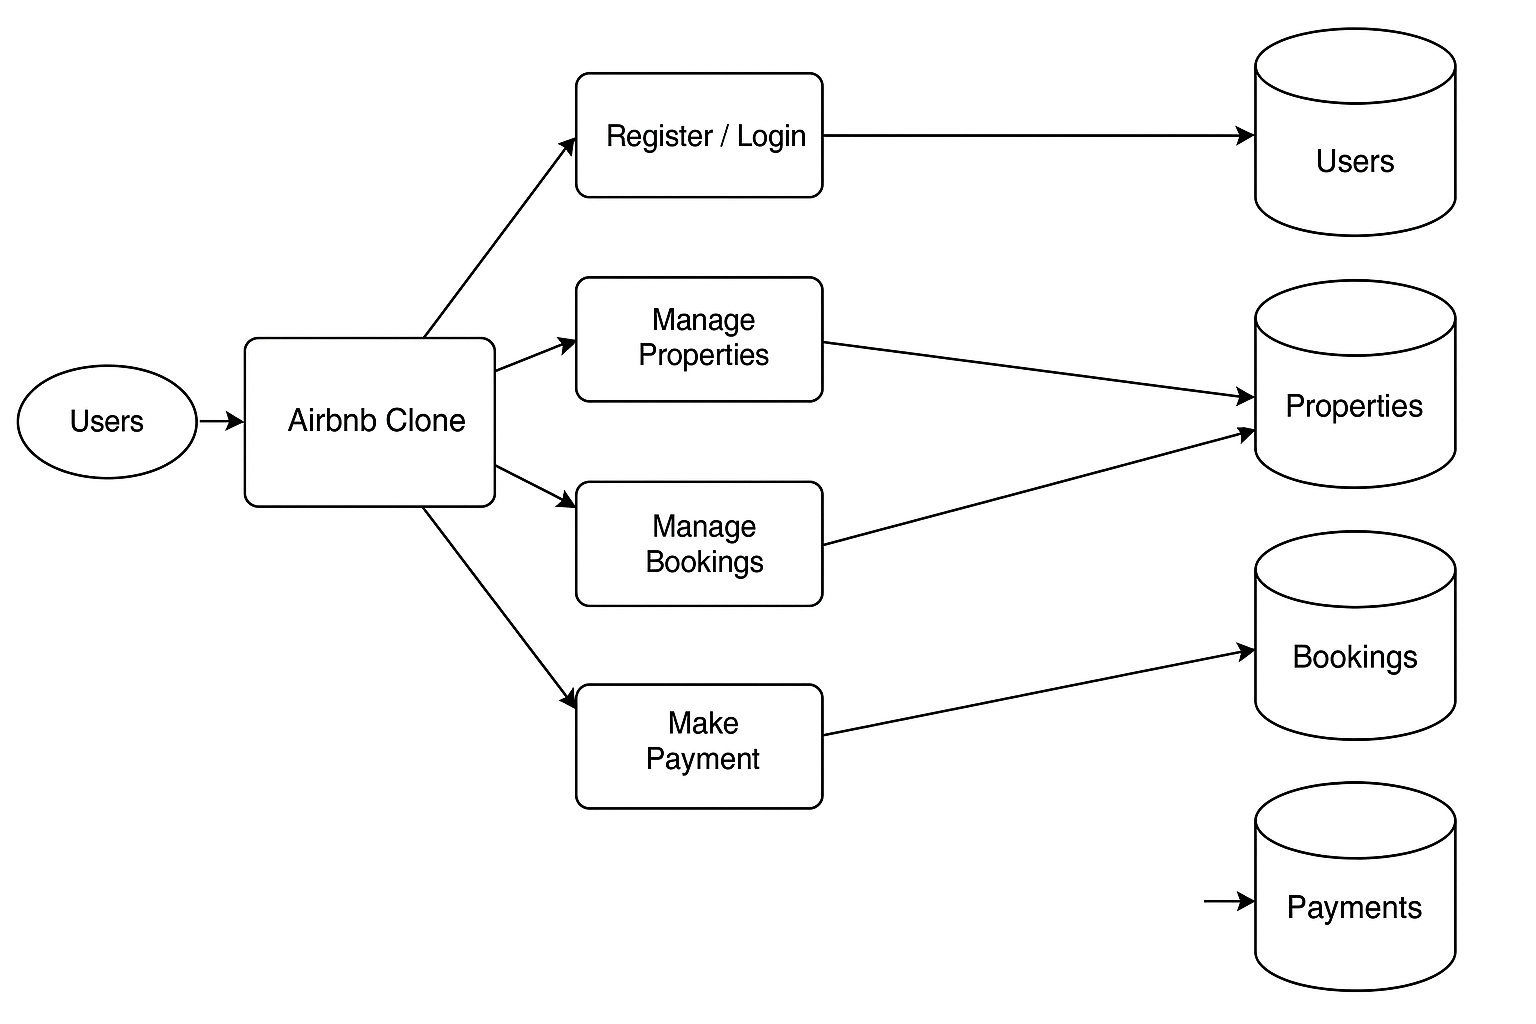 Users
Airbnb Clone
Register / Login
Manage
Properties
Manage
Bookings
Make
Payment
Users
Properties
Bookings
Payments